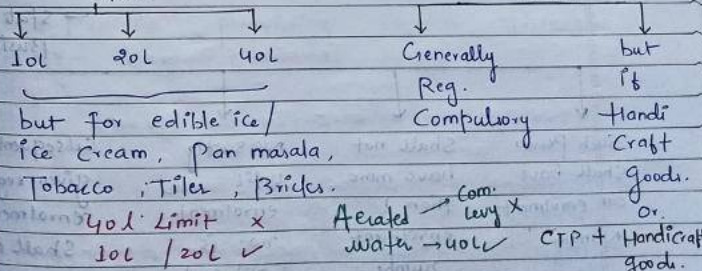 10L 20L 40L Generally but
Reg. if
but for edible ice/ Compulsory Handi
ice cream, Pan masala, Craft
Tobacco, Tiles, Bricks. goods.
40L Limit × Aerated → Com. Levy × Or.
10L / 20L ✓ water → 40L ✓ CTP + Handicraft
goods.